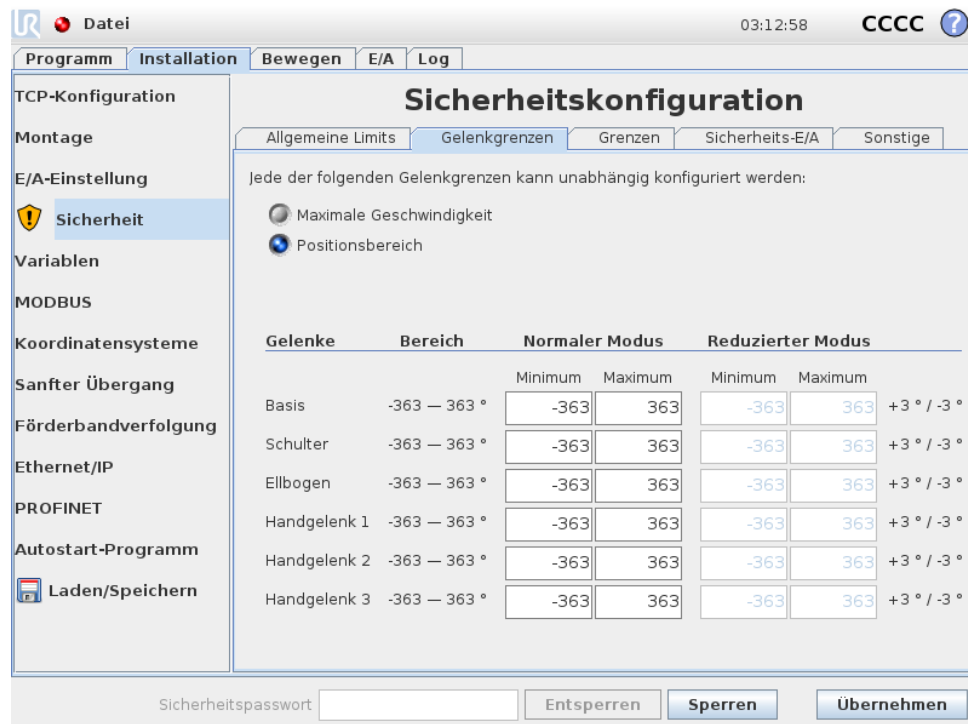 UR Datei 03:12:58 CCCC ?
Programm Installation Bewegen E/A Log
TCP-Konfiguration
Montage
E/A-Einstellung
Sicherheit
Variablen
MODBUS
Koordinatensysteme
Sanfter Übergang
Förderbandverfolgung
Ethernet/IP
PROFINET
Autostart-Programm
Laden/Speichern
Sicherheitskonfiguration
Allgemeine Limits Gelenkgrenzen Grenzen Sicherheits-E/A Sonstige
Jede der folgenden Gelenkgrenzen kann unabhängig konfiguriert werden:
Maximale Geschwindigkeit
Positionsbereich
Gelenke Bereich Normaler Modus Reduzierter Modus
Minimum Maximum Minimum Maximum
Basis -363 — 363 ° -363 363 -363 363 +3 ° / -3 °
Schulter -363 — 363 ° -363 363 -363 363 +3 ° / -3 °
Ellbogen -363 — 363 ° -363 363 -363 363 +3 ° / -3 °
Handgelenk 1 -363 — 363 ° -363 363 -363 363 +3 ° / -3 °
Handgelenk 2 -363 — 363 ° -363 363 -363 363 +3 ° / -3 °
Handgelenk 3 -363 — 363 ° -363 363 -363 363 +3 ° / -3 °
Sicherheitspasswort Entsperren Sperren Übernehmen